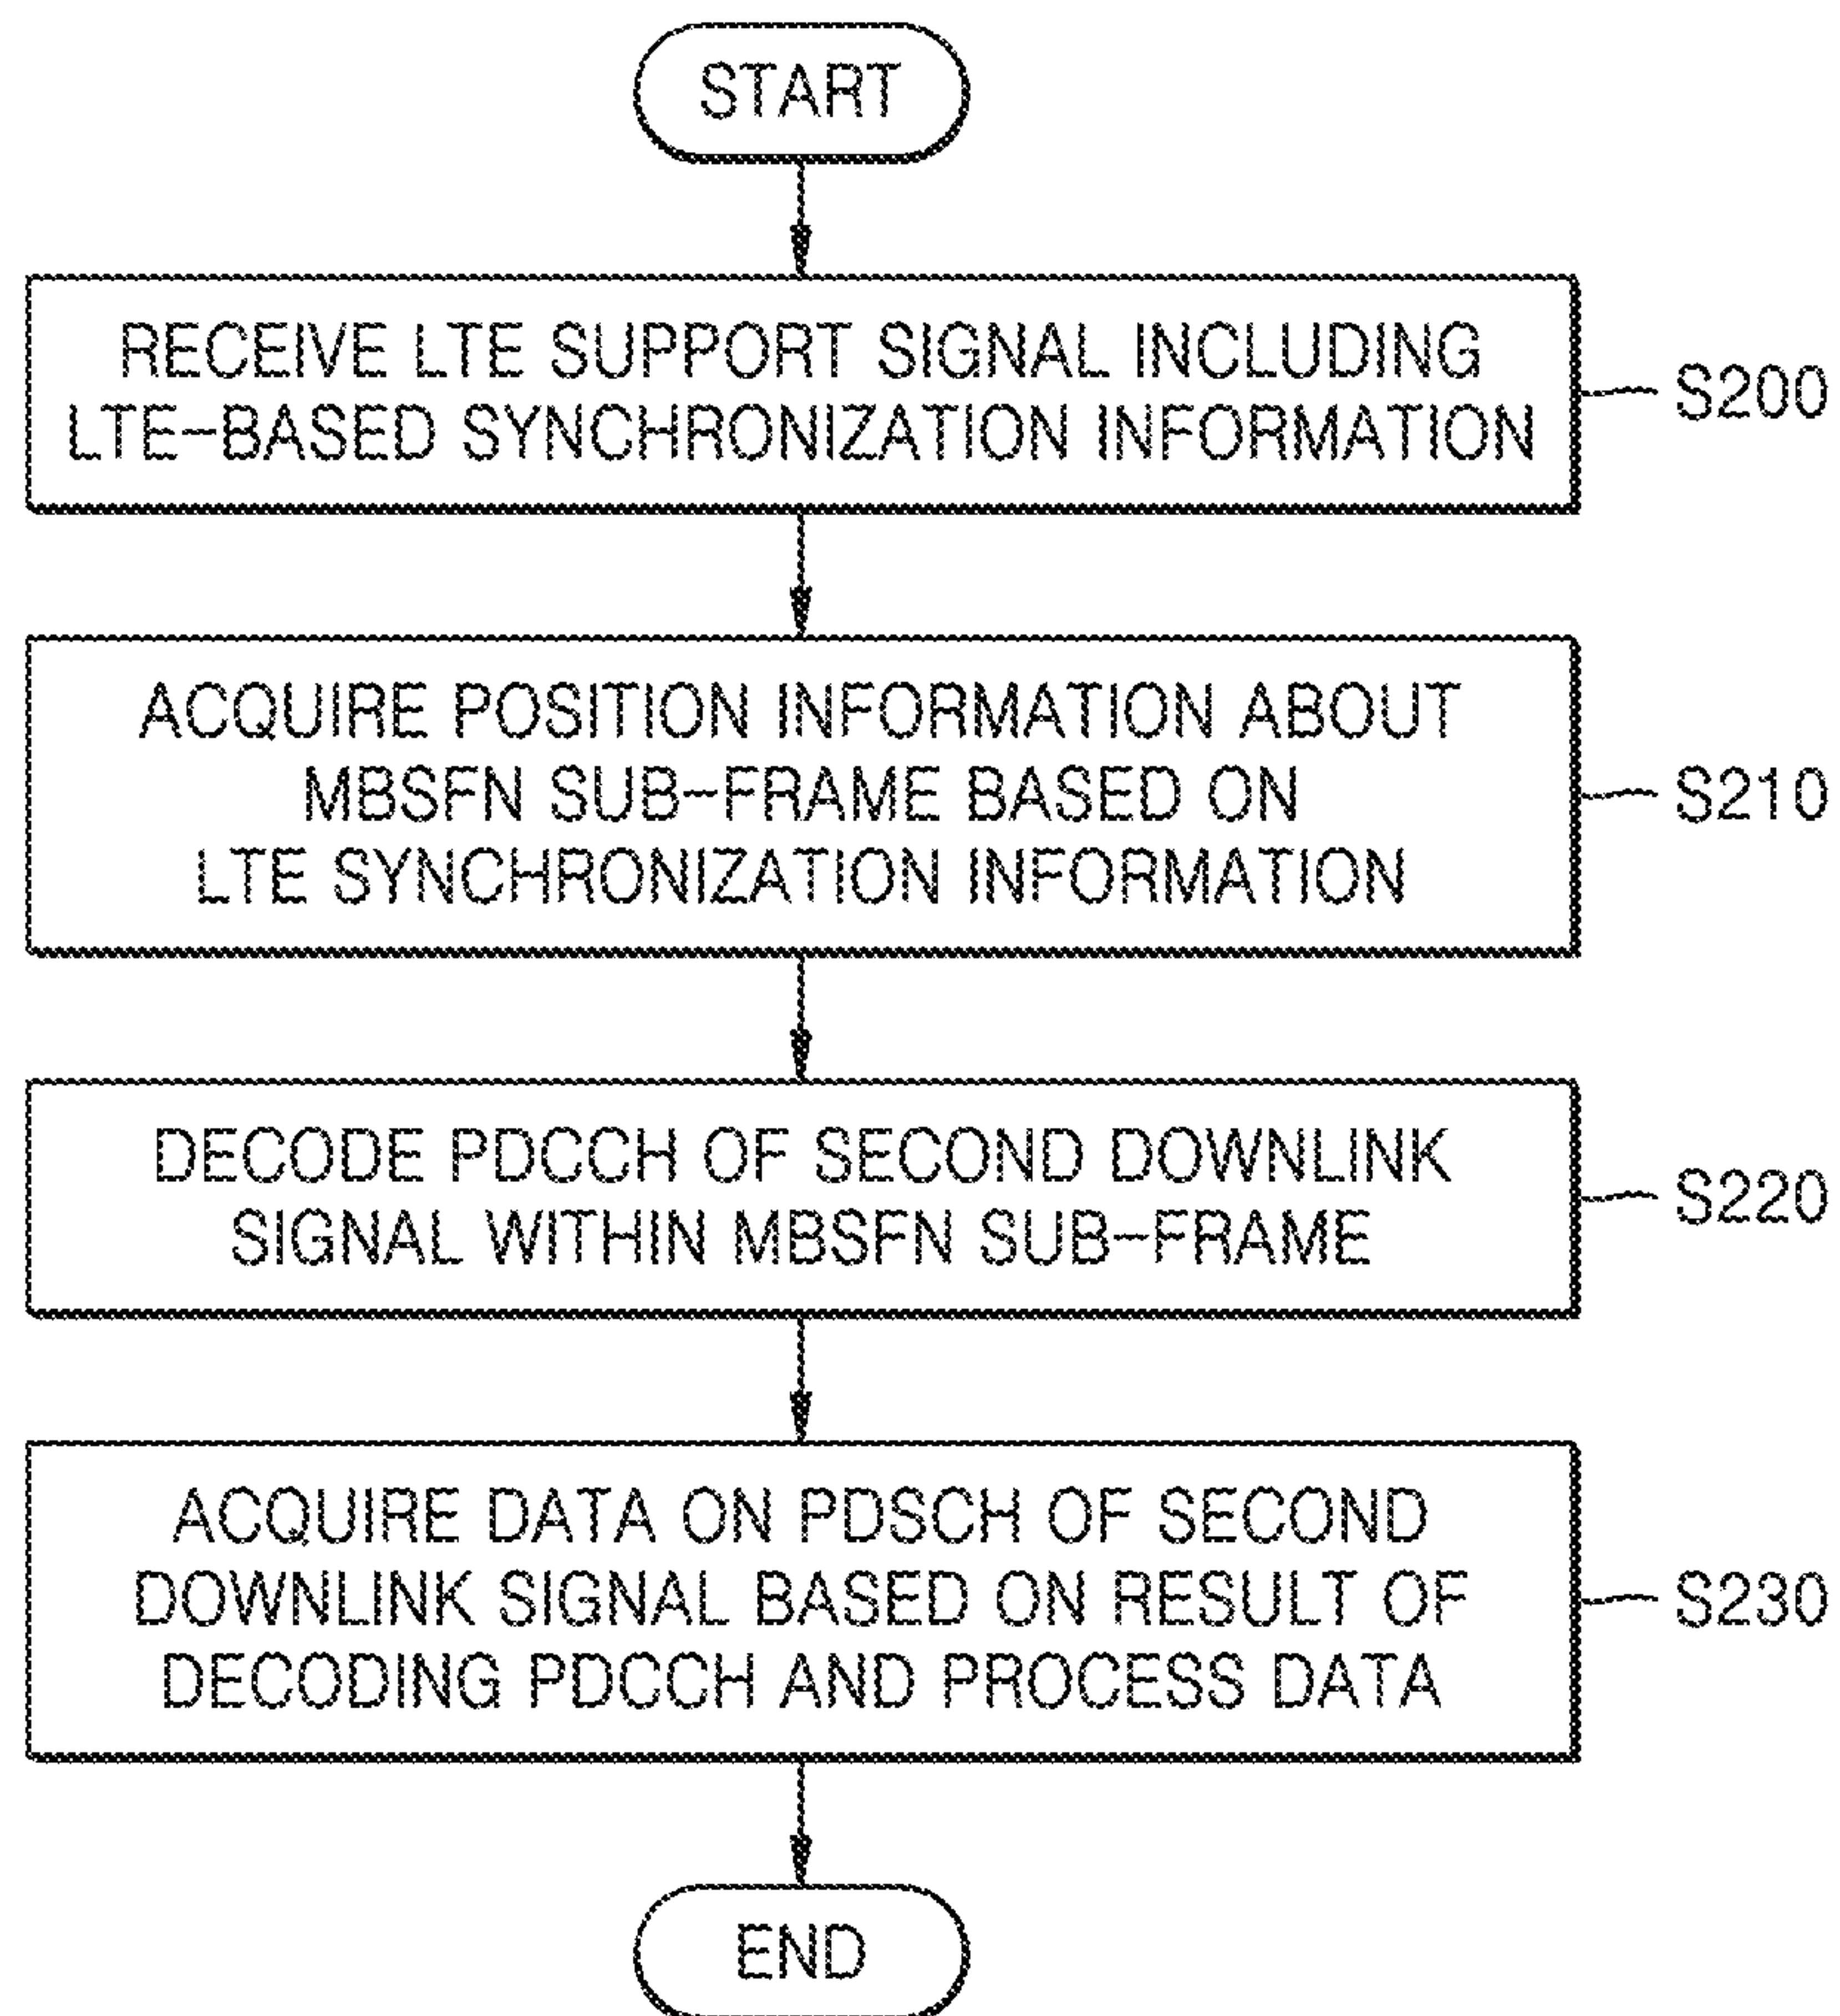 START
RECEIVE LTE SUPPORT SIGNAL INCLUDING
LTE-BASED SYNCHRONIZATION INFORMATION
S200
ACQUIRE POSITION INFORMATION ABOUT
MBSFN SUB-FRAME BASED ON
LTE SYNCHRONIZATION INFORMATION
S210
DECODE PDCCH OF SECOND DOWNLINK
SIGNAL WITHIN MBSFN SUB-FRAME
S220
ACQUIRE DATA ON PDSCH OF SECOND
DOWNLINK SIGNAL BASED ON RESULT OF
DECODING PDCCH AND PROCESS DATA
S230
END